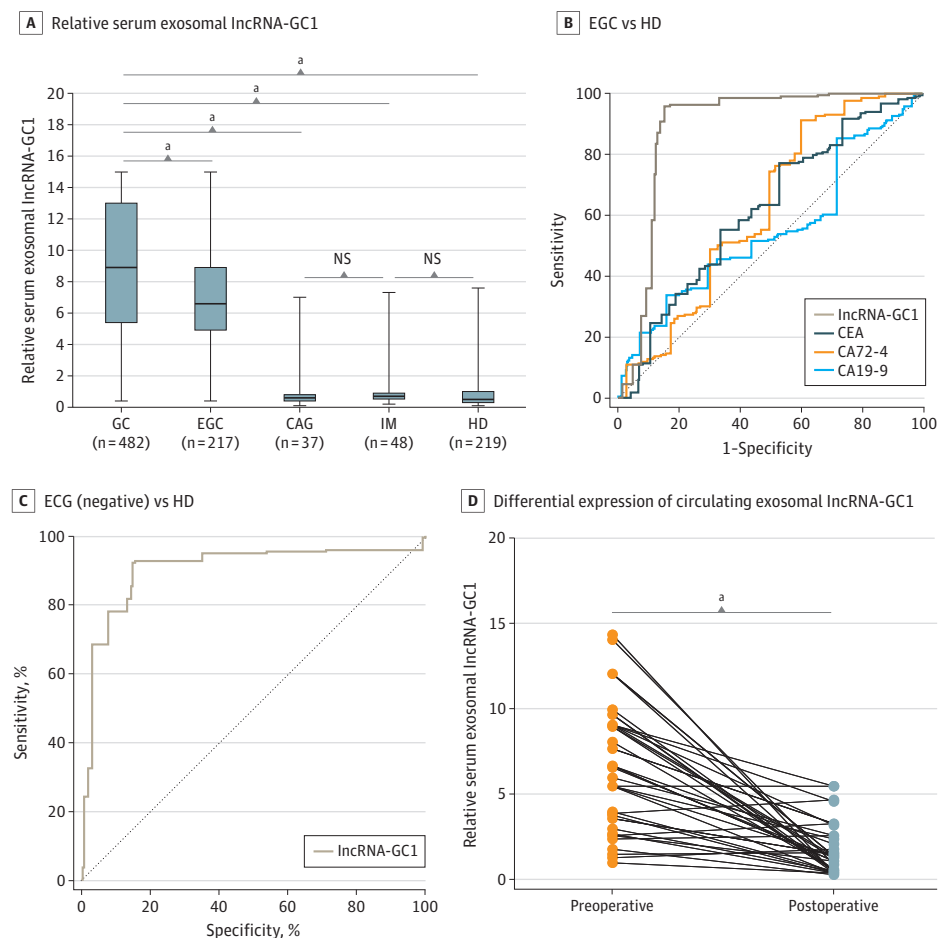 A Relative serum exosomal lncRNA-GC1
a
a
a
a
NS
NS
Relative serum exosomal lncRNA-GC1
20
18
16
14
12
10
8
6
4
2
0
GC
(n=482)
EGC
(n=217)
CAG
(n=37)
IM
(n=48)
HD
(n=219)
B EGC vs HD
Sensitivity
100
80
60
40
20
0
0 20 40 60 80 100
1-Specificity
lncRNA-GC1
CEA
CA72-4
CA19-9
C ECG (negative) vs HD
Sensitivity, %
100
80
60
40
20
0
0 20 40 60 80 100
Specificity, %
lncRNA-GC1
D Differential expression of circulating exosomal lncRNA-GC1
Relative serum exosomal lncRNA-GC1
20
15
10
5
0
a
Preoperative Postoperative